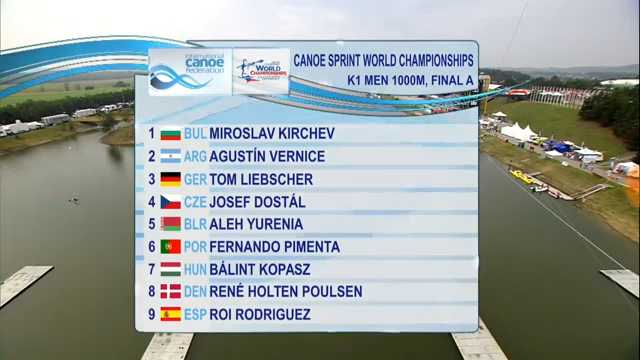 international
canoe
federation
WORLD
CHAMPIONSHIPS
CANOE SPRINT WORLD CHAMPIONSHIPS
K1 MEN 1000M, FINAL A
1 BUL MIROSLAV KIRCHEV
2 ARG AGUSTÍN VERNICE
3 GER TOM LIEBSCHER
4 CZE JOSEF DOSTÁL
5 BLR ALEH YURENIA
6 POR FERNANDO PIMENTA
7 HUN BÁLINT KOPASZ
8 DEN RENÉ HOLTEN POULSEN
9 ESP ROI RODRIGUEZ